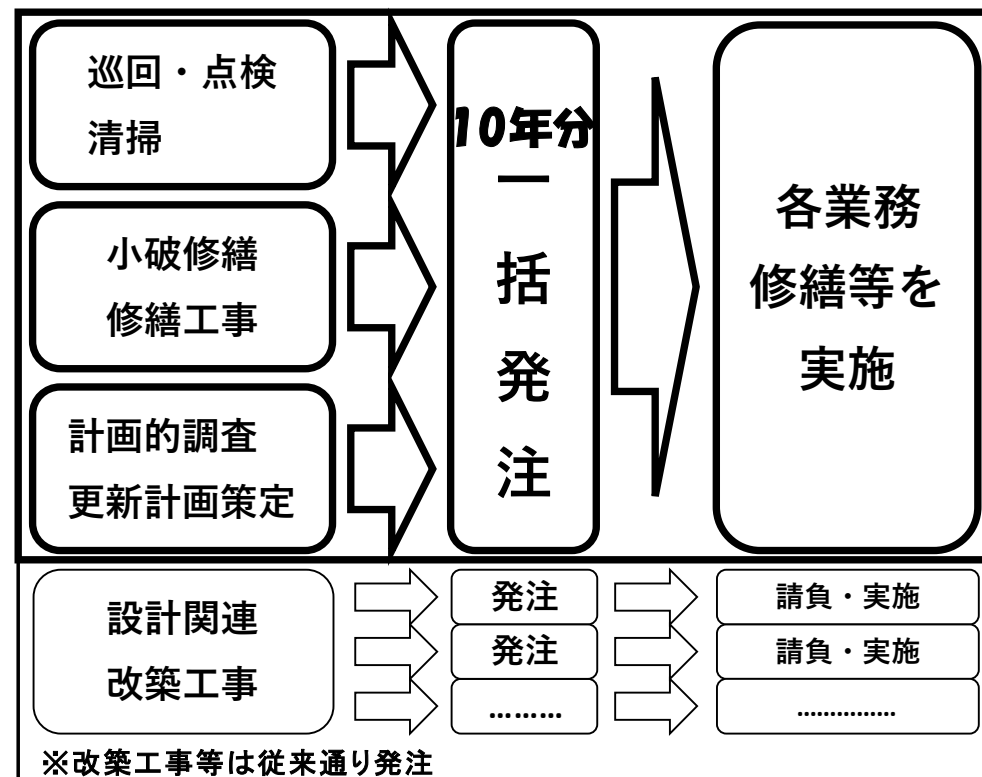 巡回・点検
清掃
小破修繕
修繕工事
計画的調査
更新計画策定
10年分
一括発注
各業務
修繕等を
実施
設計関連
改築工事
発注
請負・実施
発注
請負・実施
………
……………
※改築工事等は従来通り発注